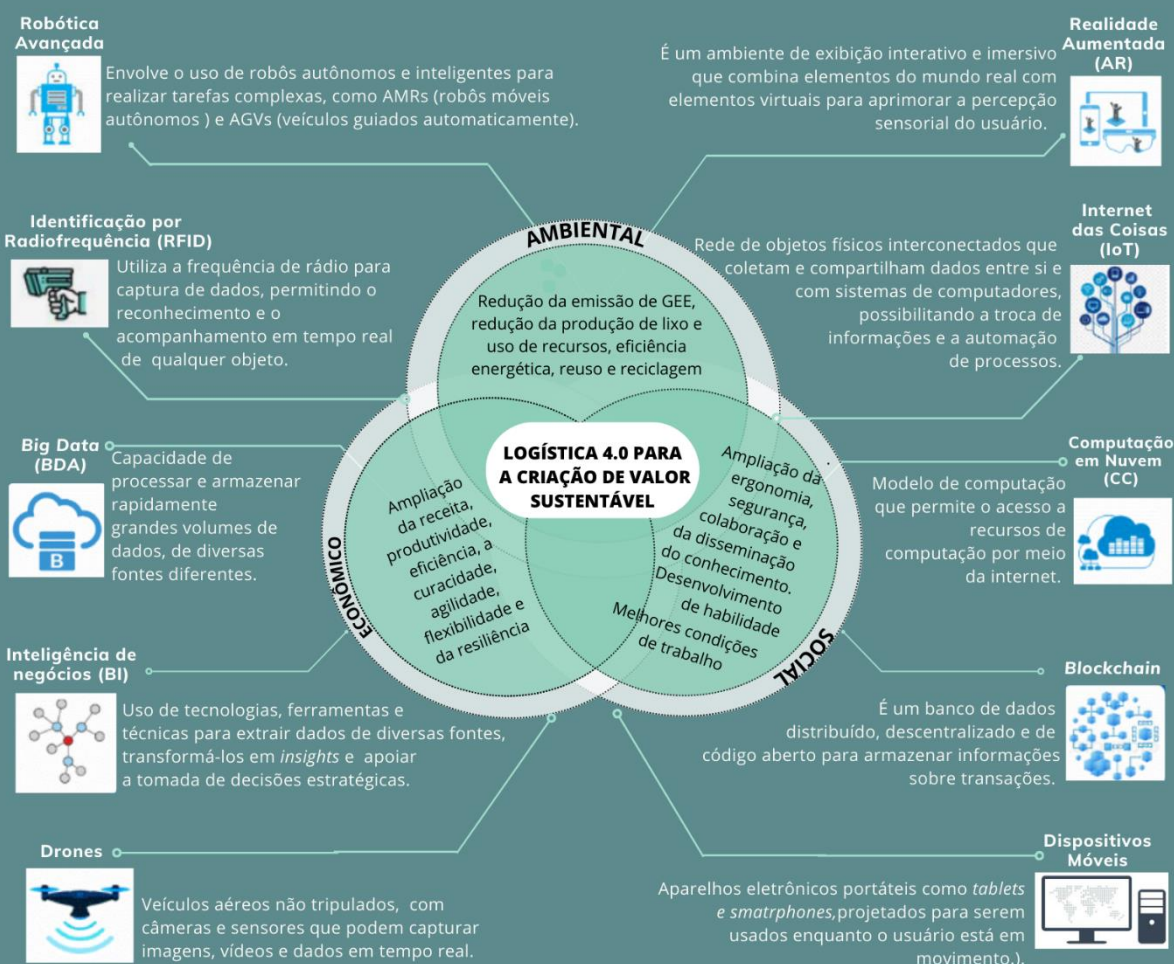 Robótica
Avançada
Envolve o uso de robôs autônomos e inteligentes para
realizar tarefas complexas, como AMRs (robôs móveis
autônomos ) e AGVs (veículos guiados automaticamente).
Realidade
Aumentada
(AR)
É um ambiente de exibição interativo e imersivo
que combina elementos do mundo real com
elementos virtuais para aprimorar a percepção
sensorial do usuário.
Identificação por
Radiofrequência (RFID)
Utiliza a frequência de rádio para
captura de dados, permitindo o
reconhecimento e o
acompanhamento em tempo real
de qualquer objeto.
Internet
das Coisas
(IoT)
Rede de objetos físicos interconectados que
coletam e compartilham dados entre si e
com sistemas de computadores,
possibilitando a troca de
informações e a automação
de processos.
AMBIENTAL
Redução da emissão de GEE,
redução da produção de lixo e
uso de recursos, eficiência
energética, reuso e reciclagem
LOGÍSTICA 4.0 PARA
A CRIAÇÃO DE VALOR
SUSTENTÁVEL
Big Data
(BDA)
B
Capacidade de
processar e armazenar
rapidamente
grandes volumes de
dados, de diversas
fontes diferentes.
ECONÔMICO
Ampliação
da receita,
produtividade,
eficiência, a
curacidade,
agilidade,
flexibilidade e
da resiliência
Ampliação da
ergonomia,
segurança,
colaboração e
da disseminação
do conhecimento.
Desenvolvimento
de habilidade
Melhores condições
de trabalho
SOCIAL
Computação
em Nuvem
(CC)
Modelo de computação
que permite o acesso a
recursos de
computação por meio
da internet.
Inteligência de
negócios (BI)
Uso de tecnologias, ferramentas e
técnicas para extrair dados de diversas fontes,
transformá-los em insights e apoiar
a tomada de decisões estratégicas.
Blockchain
É um banco de dados
distribuído, descentralizado e de
código aberto para armazenar informações
sobre transações.
Drones
Veículos aéreos não tripulados, com
câmeras e sensores que podem capturar
imagens, vídeos e dados em tempo real.
Dispositivos
Móveis
Aparelhos eletrônicos portáteis como tablets
e smatrphones,projetados para serem
usados enquanto o usuário está em
movimento.).